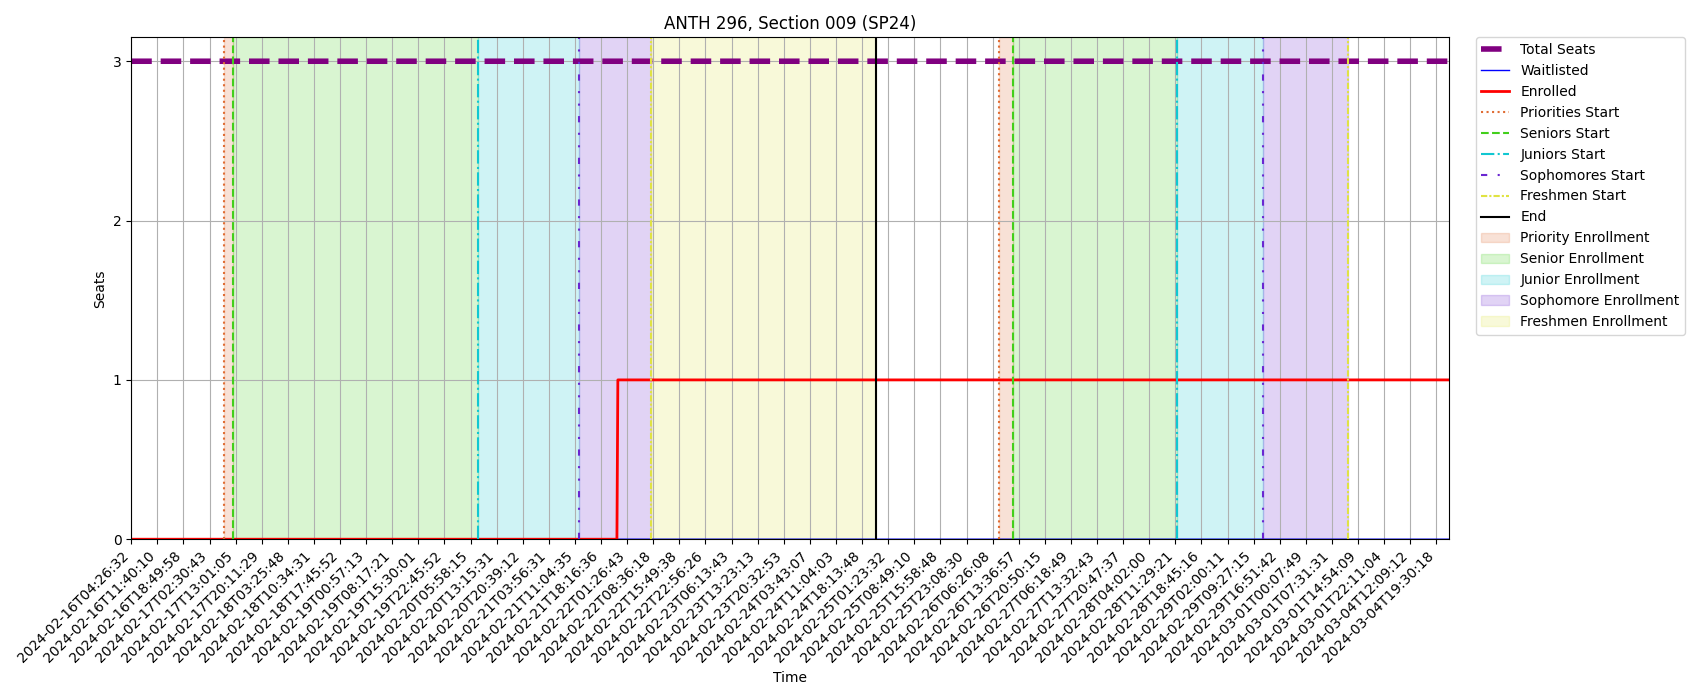 ANTH 296, Section 009 (SP24)
Seats
3
2
1
0
2024-02-16T04:26:32
2024-02-16T11:40:10
2024-02-16T18:49:58
2024-02-17T02:30:43
2024-02-17T13:01:05
2024-02-17T20:11:29
2024-02-18T03:25:48
2024-02-18T10:34:31
2024-02-18T17:45:52
2024-02-19T00:57:13
2024-02-19T08:17:21
2024-02-19T15:30:01
2024-02-19T22:45:52
2024-02-20T05:58:15
2024-02-20T13:15:31
2024-02-20T20:39:12
2024-02-21T03:56:31
2024-02-21T11:04:35
2024-02-21T18:16:36
2024-02-22T01:26:43
2024-02-22T08:36:18
2024-02-22T15:49:38
2024-02-22T22:56:26
2024-02-23T06:13:43
2024-02-23T13:23:13
2024-02-23T20:32:53
2024-02-24T03:43:07
2024-02-24T11:04:03
2024-02-24T18:13:48
2024-02-25T01:23:32
2024-02-25T08:49:10
2024-02-25T15:58:48
2024-02-25T23:08:30
2024-02-26T06:26:08
2024-02-26T13:36:57
2024-02-26T20:50:15
2024-02-27T06:18:49
2024-02-27T13:32:43
2024-02-27T20:47:37
2024-02-28T04:02:00
2024-02-28T11:29:21
2024-02-28T18:45:16
2024-02-29T02:00:11
2024-02-29T09:27:15
2024-02-29T16:51:42
2024-03-01T00:07:49
2024-03-01T07:31:31
2024-03-01T14:54:09
2024-03-01T22:11:04
2024-03-04T12:09:12
2024-03-04T19:30:18
Time
Total Seats
Waitlisted
Enrolled
Priorities Start
Seniors Start
Juniors Start
Sophomores Start
Freshmen Start
End
Priority Enrollment
Senior Enrollment
Junior Enrollment
Sophomore Enrollment
Freshmen Enrollment